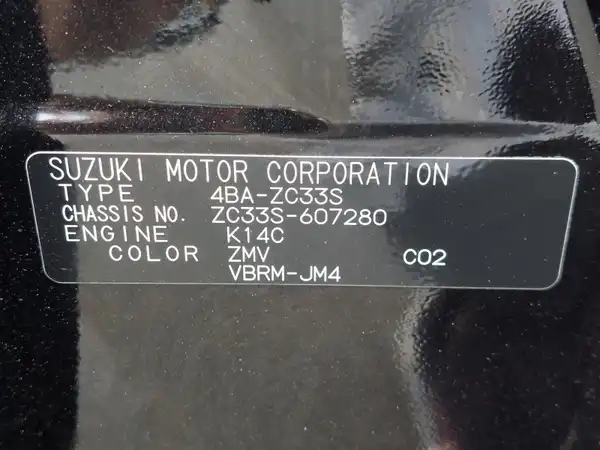 SUZUKI MOTOR CORPORATION
TYPE 4BA-ZC33S
CHASSIS NO. ZC33S-607280
ENGINE K14C
COLOR ZMV C02
VBRM-JM4